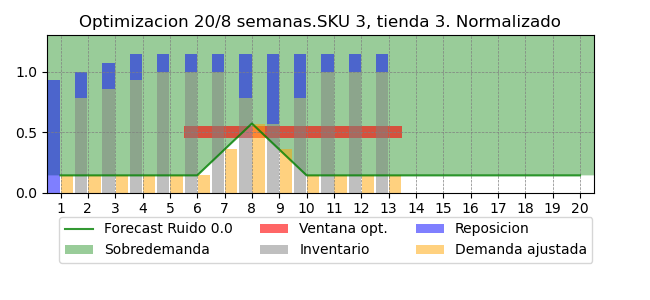 Optimizacion 20/8 semanas.SKU 3, tienda 3. Normalizado
1.0
0.5
0.0
1 2 3 4 5 6 7 8 9 10 11 12 13 14 15 16 17 18 19 20
Forecast Ruido 0.0 Ventana opt. Reposicion
Sobredemanda Inventario Demanda ajustada